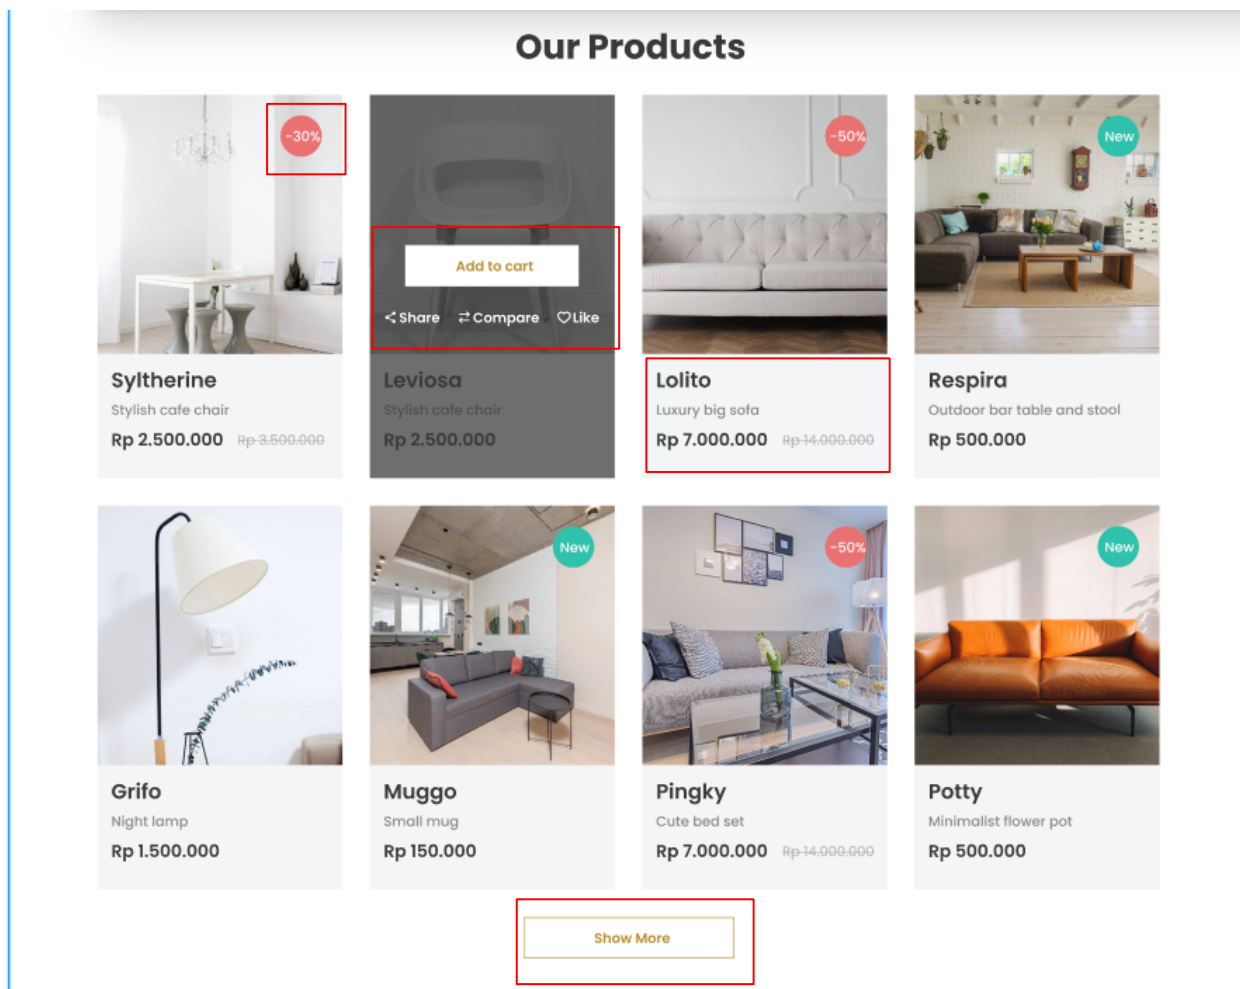 Our Products
-30%
-50%
New
Add to cart
Share Compare Like
Syltherine
Stylish cafe chair
Rp 2.500.000 Rp 3.500.000
Leviosa
Stylish cafe chair
Rp 2.500.000
Lolito
Luxury big sofa
Rp 7.000.000 Rp 14.000.000
Respira
Outdoor bar table and stool
Rp 500.000
New
-50%
New
Grifo
Night lamp
Rp 1.500.000
Muggo
Small mug
Rp 150.000
Pingky
Cute bed set
Rp 7.000.000 Rp 14.000.000
Potty
Minimalist flower pot
Rp 500.000
Show More